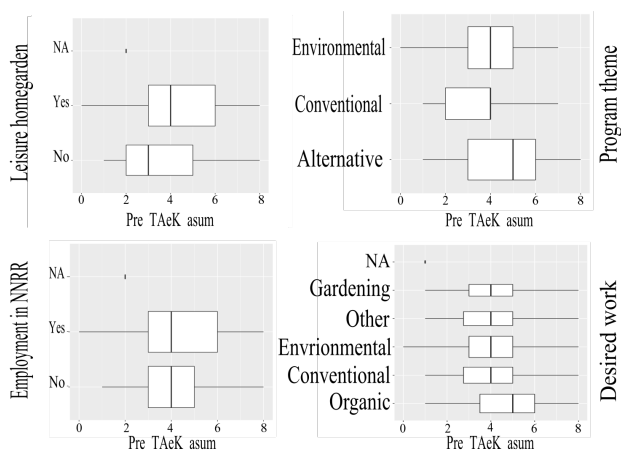 Leisure homegarden
NA
Yes
No
0 2 4 6 8
Pre TAeK asum
Environmental
Conventional
Alternative
0 2 4 6 8
Pre TAeK asum
Program theme
Employment in NNRR
NA
Yes
No
0 2 4 6 8
Pre TAeK asum
NA
Gardening
Other
Envrionmental
Conventional
Organic
0 2 4 6 8
Pre TAeK asum
Desired work